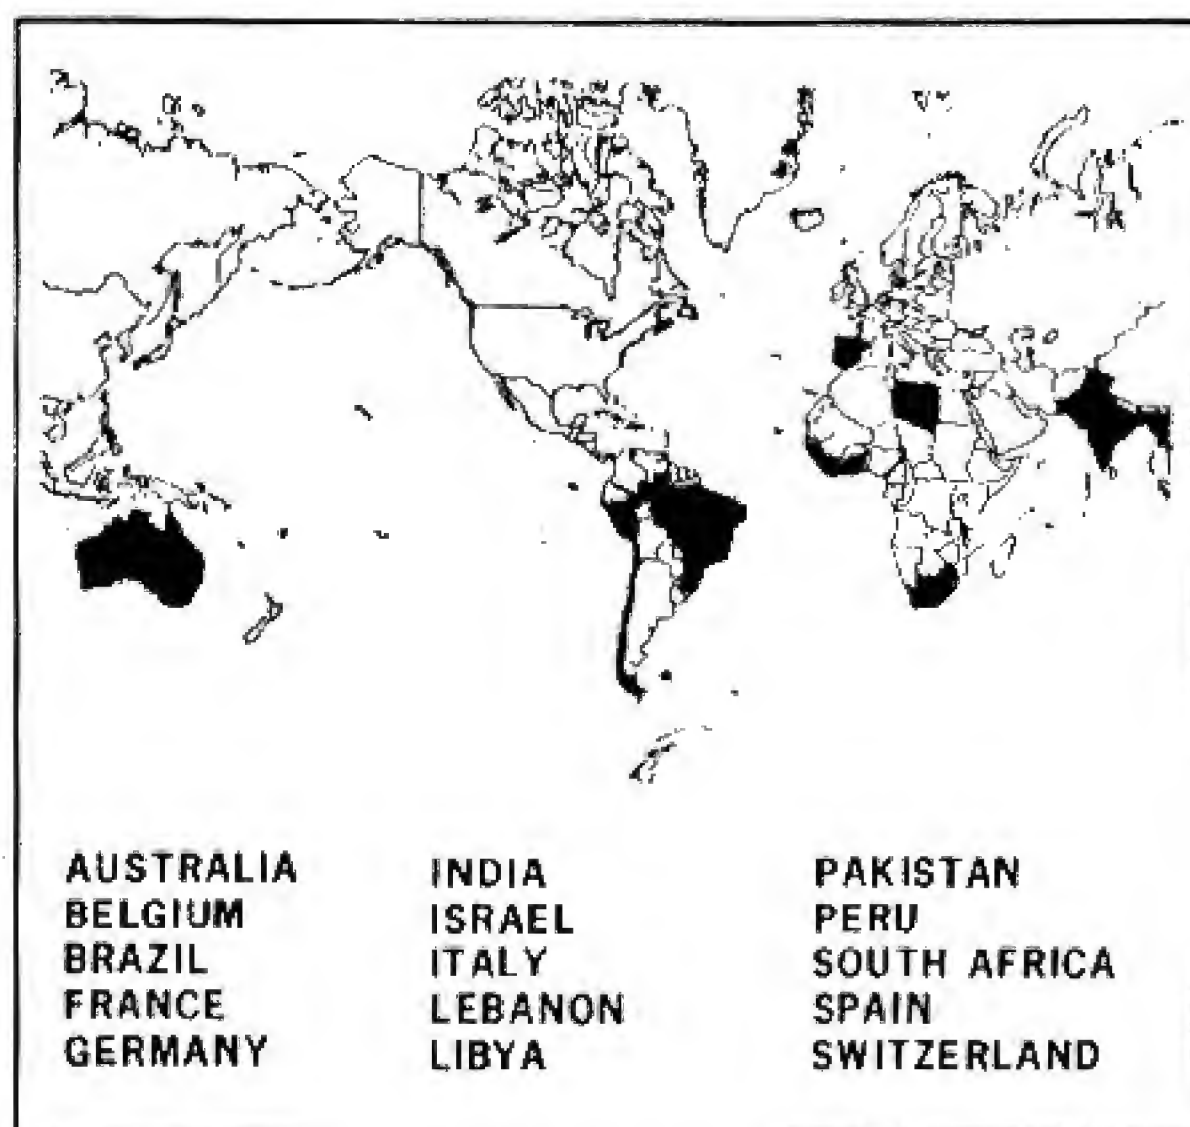 AUSTRALIA
BELGIUM
BRAZIL
FRANCE
GERMANY
INDIA
ISRAEL
ITALY
LEBANON
LIBYA
PAKISTAN
PERU
SOUTH AFRICA
SPAIN
SWITZERLAND